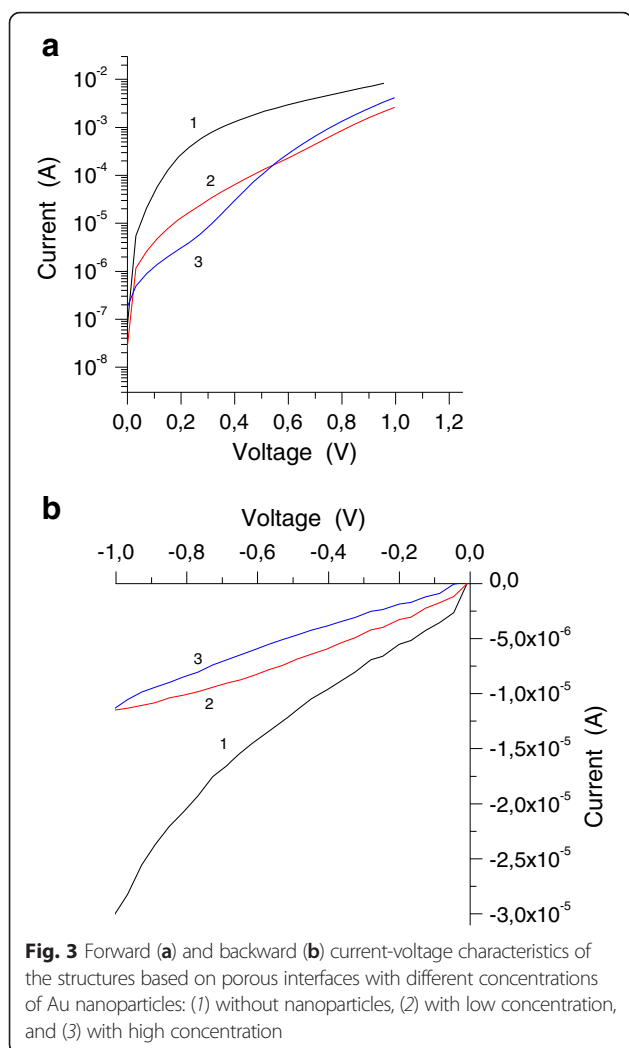 a
10⁻²
10⁻³
10⁻⁴
10⁻⁵
10⁻⁶
10⁻⁷
10⁻⁸
Current (A)
1
2
3
0,0 0,2 0,4 0,6 0,8 1,0 1,2
Voltage (V)
b
Voltage (V)
-1,0 -0,8 -0,6 -0,4 -0,2 0,0
0,0
-5,0x10⁻⁶
-1,0x10⁻⁵
-1,5x10⁻⁵
-2,0x10⁻⁵
-2,5x10⁻⁵
-3,0x10⁻⁵
Current (A)
3
2
1
Fig. 3 Forward (a) and backward (b) current-voltage characteristics of
the structures based on porous interfaces with different concentrations
of Au nanoparticles: (1) without nanoparticles, (2) with low concentration,
and (3) with high concentration